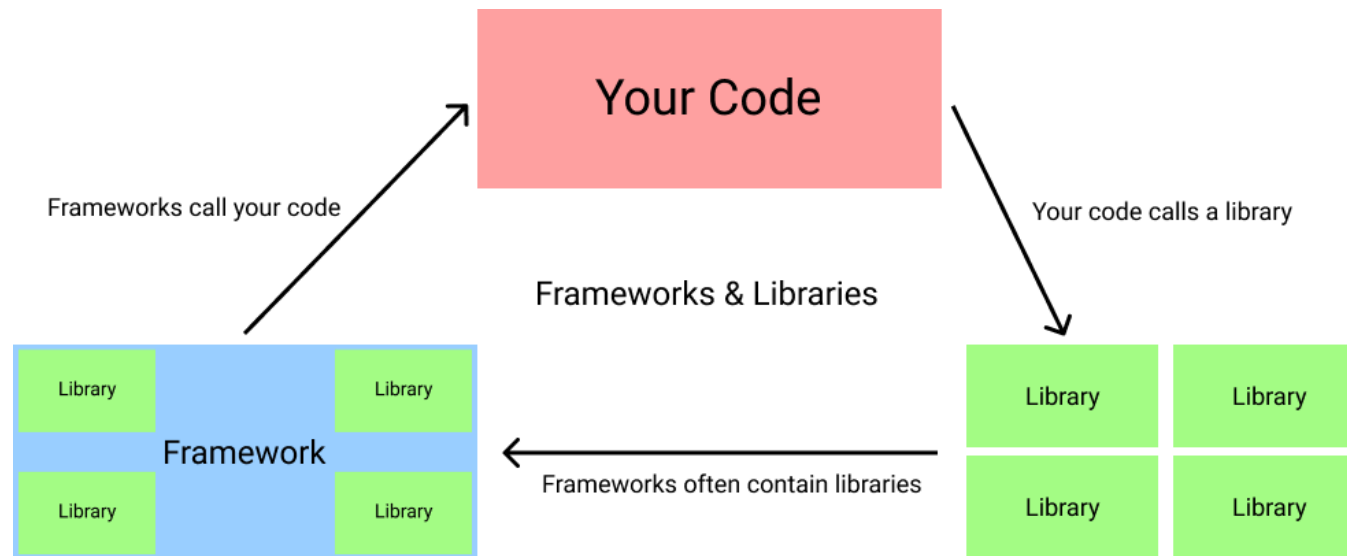 Your Code
Frameworks call your code
Your code calls a library
Frameworks & Libraries
Library
Library
Framework
Library
Library
Frameworks often contain libraries
Library
Library
Library
Library